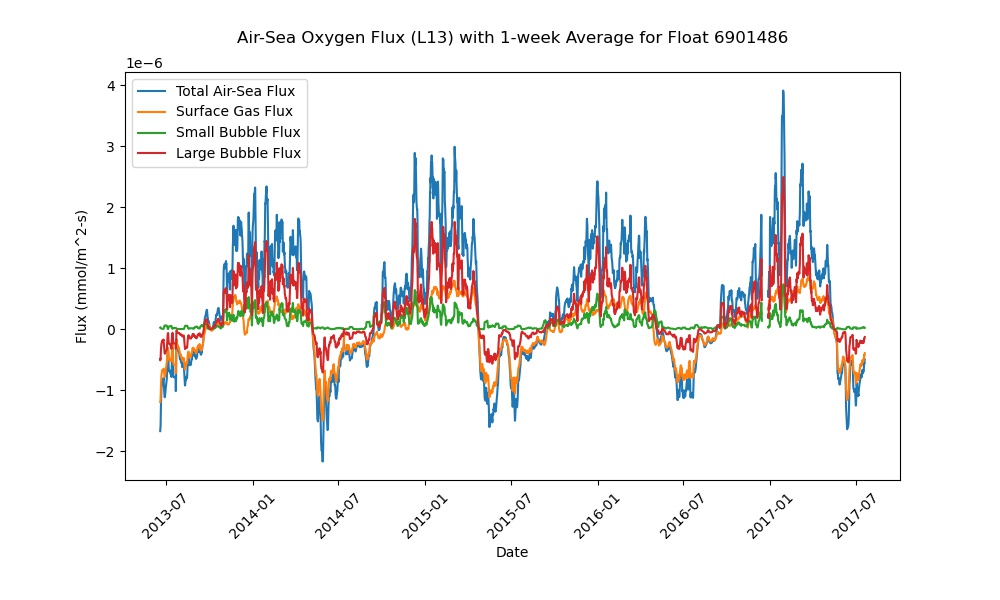 Air-Sea Oxygen Flux (L13) with 1-week Average for Float 6901486
1e−6
Total Air-Sea Flux
Surface Gas Flux
Small Bubble Flux
Large Bubble Flux
4
3
2
1
0
−1
−2
Flux (mmol/m^2-s)
2013-07
2014-01
2014-07
2015-01
2015-07
2016-01
2016-07
2017-01
2017-07
Date